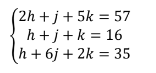 2h + j + 5k = 57
h + j + k = 16
h + 6j + 2k = 35